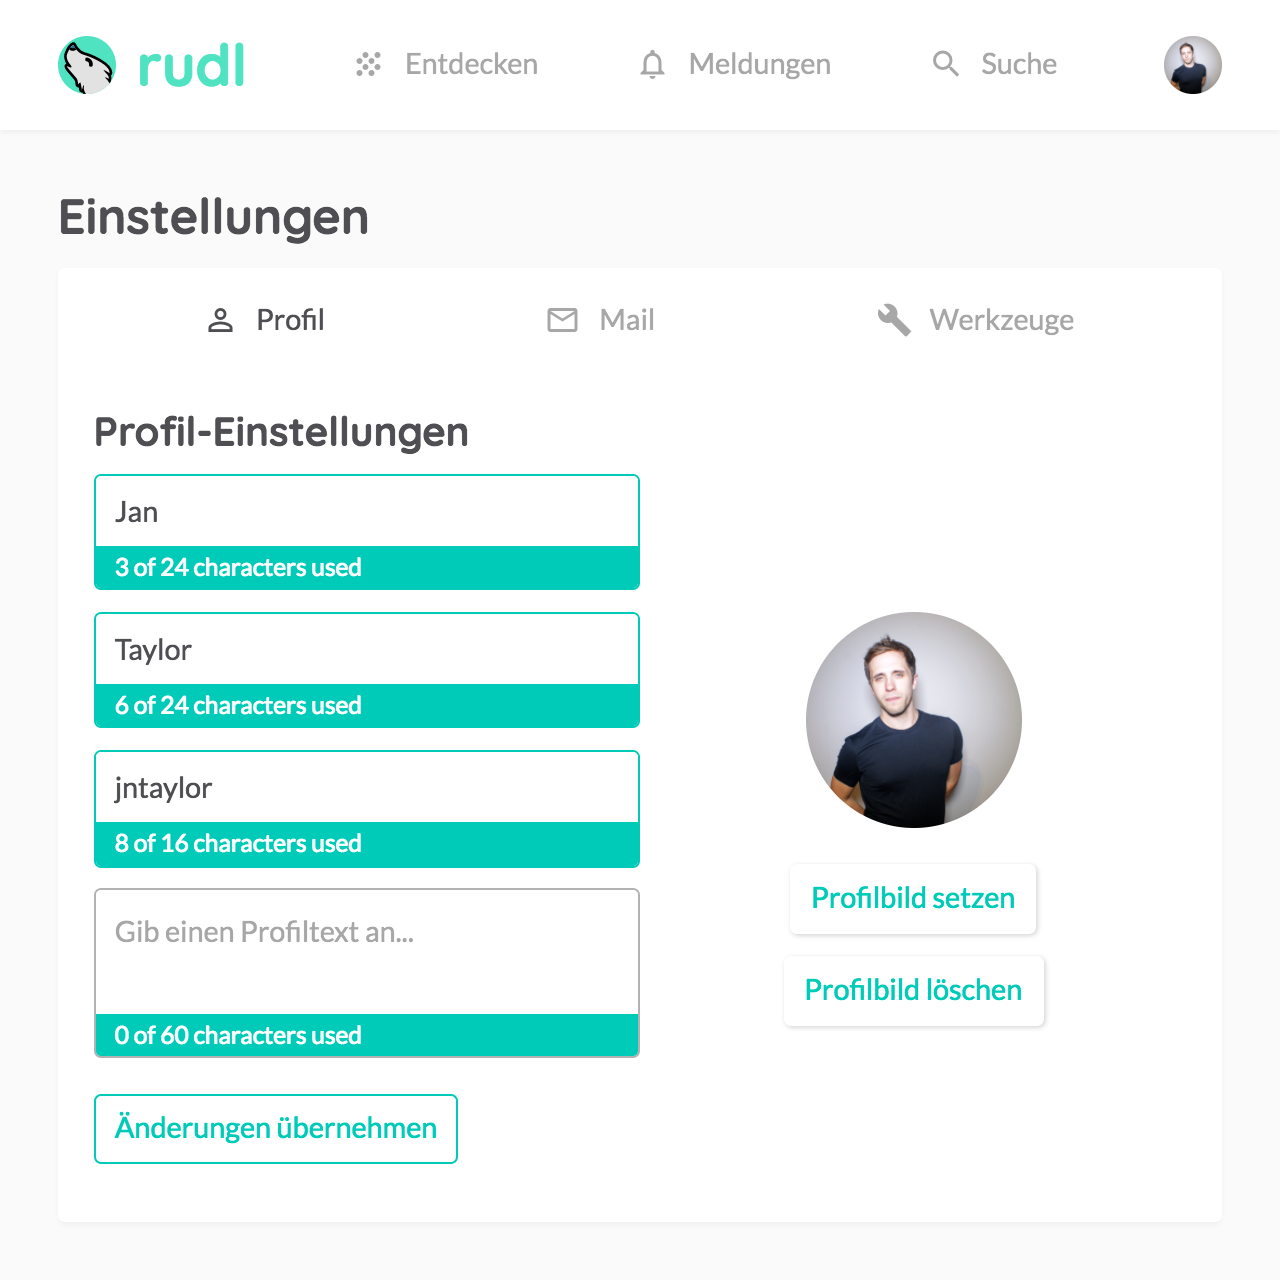 rudl
Entdecken
Meldungen
Suche
Einstellungen
Profil
Mail
Werkzeuge
Profil-Einstellungen
Jan
3 of 24 characters used
Taylor
6 of 24 characters used
jntaylor
8 of 16 characters used
Gib einen Profiltext an...
0 of 60 characters used
Änderungen übernehmen
Profilbild setzen
Profilbild löschen